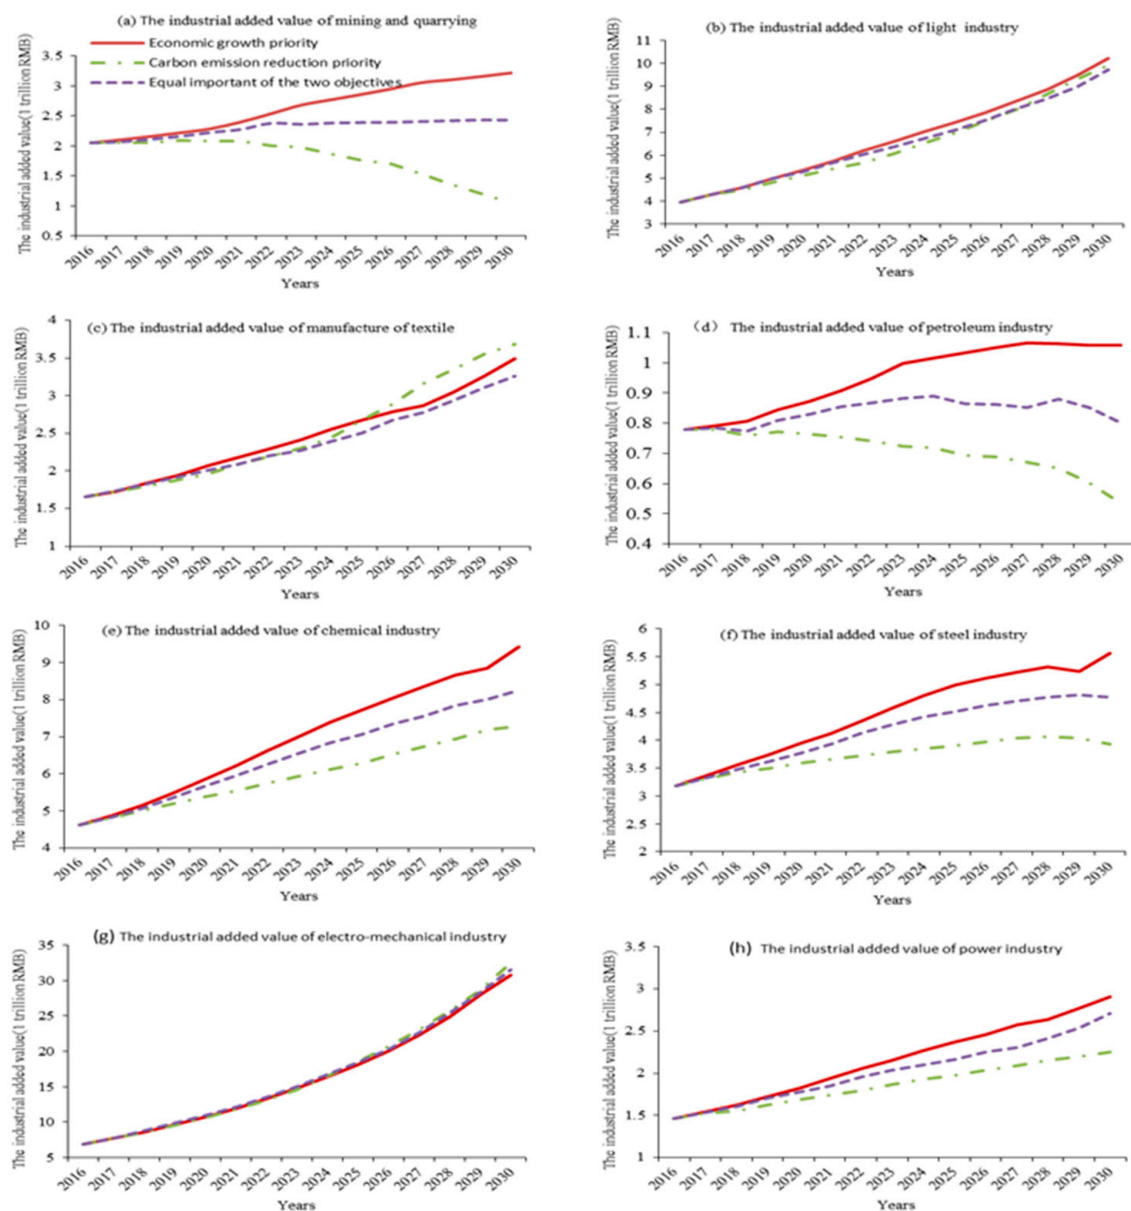 (a) The industrial added value of mining and quarrying
Economic growth priority
Carbon emission reduction priority
Equal important of the two objectives
The industrial added value(1 trillion RMB)
3.5
3
2.5
2
1.5
1
0.5
2016 2017 2018 2019 2020 2021 2022 2023 2024 2025 2026 2027 2028 2029 2030
Years
(b) The industrial added value of light industry
The industrial added value(1 trillion RMB)
11
10
9
8
7
6
5
4
3
2016 2017 2018 2019 2020 2021 2022 2023 2024 2025 2026 2027 2028 2029 2030
Years
(c) The industrial added value of manufacture of textile
The industrial added value(1 trillion RMB)
4
3.5
3
2.5
2
1.5
1
2016 2017 2018 2019 2020 2021 2022 2023 2024 2025 2026 2027 2028 2029 2030
Years
(d) The industrial added value of petroleum industry
The industrial added value(1 trillion RMB)
1.1
1
0.9
0.8
0.7
0.6
0.5
0.4
2016 2017 2018 2019 2020 2021 2022 2023 2024 2025 2026 2027 2028 2029 2030
Years
(e) The industrial added value of chemical industry
The industrial added value(1 trillion RMB)
10
9
8
7
6
5
4
2016 2017 2018 2019 2020 2021 2022 2023 2024 2025 2026 2027 2028 2029 2030
Years
(f) The industrial added value of steel industry
The industrial added value(1 trillion RMB)
6
5.5
5
4.5
4
3.5
3
2.5
2
2016 2017 2018 2019 2020 2021 2022 2023 2024 2025 2026 2027 2028 2029 2030
Years
(g) The industrial added value of electro-mechanical industry
The industrial added value(1 trillion RMB)
35
30
25
20
15
10
5
2016 2017 2018 2019 2020 2021 2022 2023 2024 2025 2026 2027 2028 2029 2030
Years
(h) The industrial added value of power industry
The industrial added value(1 trillion RMB)
3.5
3
2.5
2
1.5
1
2016 2017 2018 2019 2020 2021 2022 2023 2024 2025 2026 2027 2028 2029 2030
Years